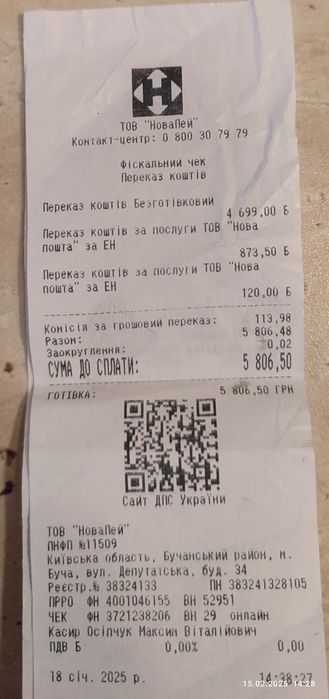 ТОВ "НоваПей"
Контакт-центр: 0 800 30 79 79
Фіскальний чек
Переказ коштів
Переказ коштів Безготівковий
4 699,00 Б
Переказ коштів за послуги ТОВ "Нова
пошта" за ЕН
873,50 Б
Переказ коштів за послуги ТОВ "Нова
пошта" за ЕН
120,00 Б
Комісія за грошовий переказ: 113,98
Разом: 5 806,48
Заокруглення: 0,02
СУМА ДО СПЛАТИ: 5 806,50
ГОТІВКА: 5 806,50 ГРН
Сайт ДПС України
ТОВ "НоваПей"
ПНФП №11509
Київська область, Бучанський район, м.
Буча, вул. Депутатська, буд. 34
Реєстр.№ 38324133 ПН 383241328105
ПРРО ФН 4001046155 ВН 52951
ЧЕК ФН 3721238206 ВН 29 онлайн
Касир Осіпчук Максим Віталійович
ПДВ Б 0,00% 0,00
18 січ. 2025 р. 14:38:27
15.02.2025 14:28